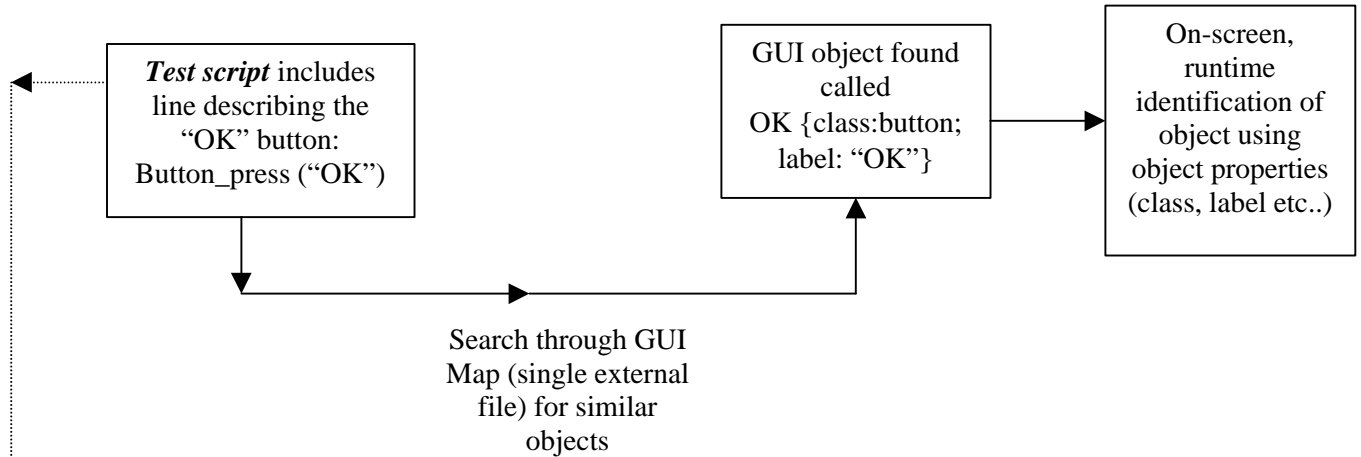 Test script includes
line describing the
“OK” button:
Button_press (“OK”)
Search through GUI
Map (single external
file) for similar
objects
GUI object found
called
OK {class:button;
label: “OK”}
On-screen,
runtime
identification of
object using
object properties
(class, label etc..)